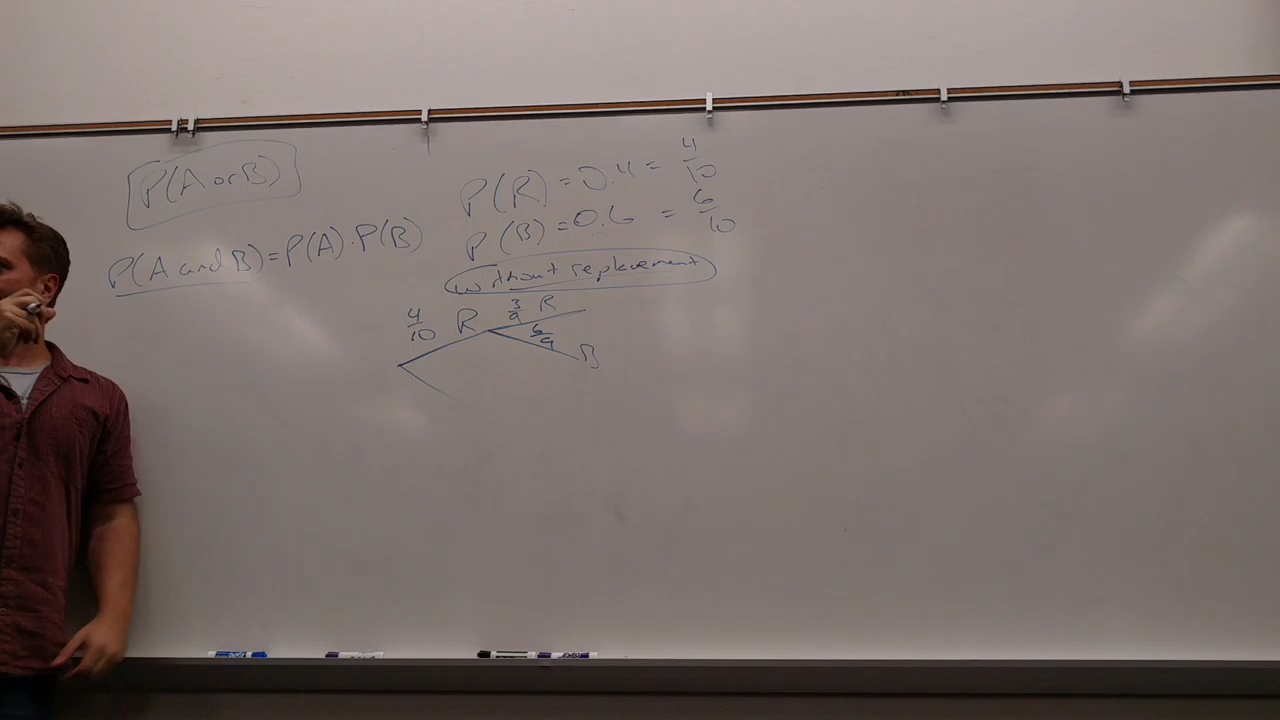 P(A or B)
P(A and B) = P(A) · P(B)
P(R) = 0.4 = 4/10
P(B) = 0.6 = 6/10
without replacement
4/10 R 3/9 R
6/9 B